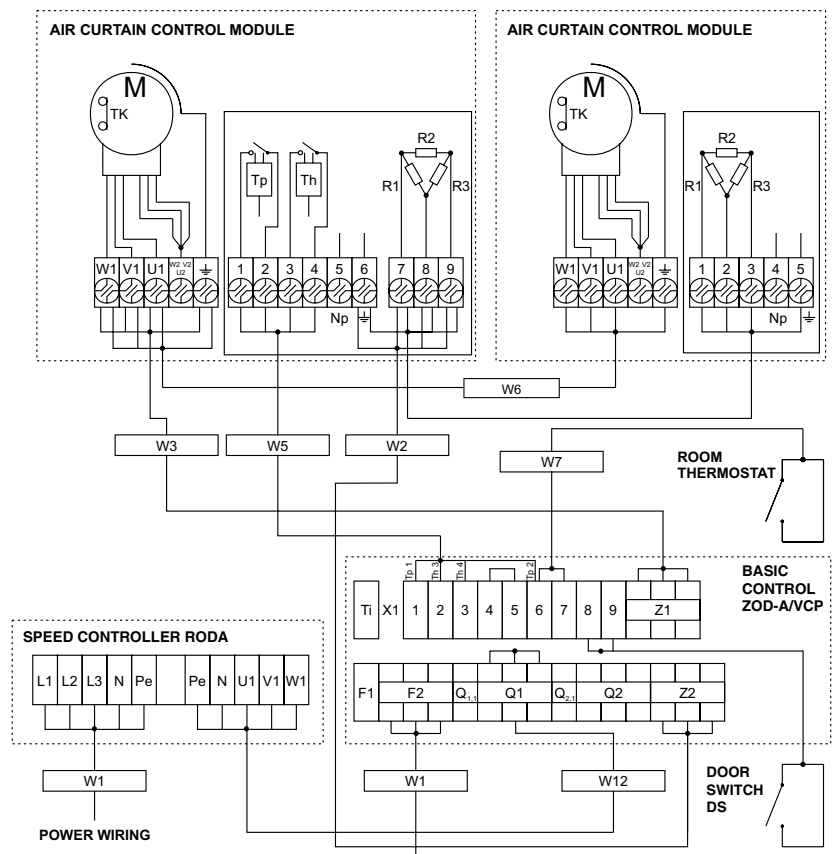 AIR CURTAIN CONTROL MODULE
AIR CURTAIN CONTROL MODULE
M
TK
Tp
Th
R2
R1
R3
M
TK
R2
R1
R3
W1 V1 U1 W2 V2 U2
1 2 3 4 5 6
7 8 9
Np
W1 V1 U1 W2 V2 U2
1 2 3 4 5
Np
W6
W3
W5
W2
W7
ROOM
THERMOSTAT
BASIC
CONTROL
ZOD-A/VCP
Tp 1
Th 3
Th 4
Tp 2
Ti X1 1 2 3 4 5 6 7 8 9 Z1
SPEED CONTROLLER RODA
L1 L2 L3 N Pe
Pe N U1 V1 W1
F1 F2 Q1,1 Q1 Q2,1 Q2 Z2
W1
W1
W12
DOOR
SWITCH
DS
POWER WIRING